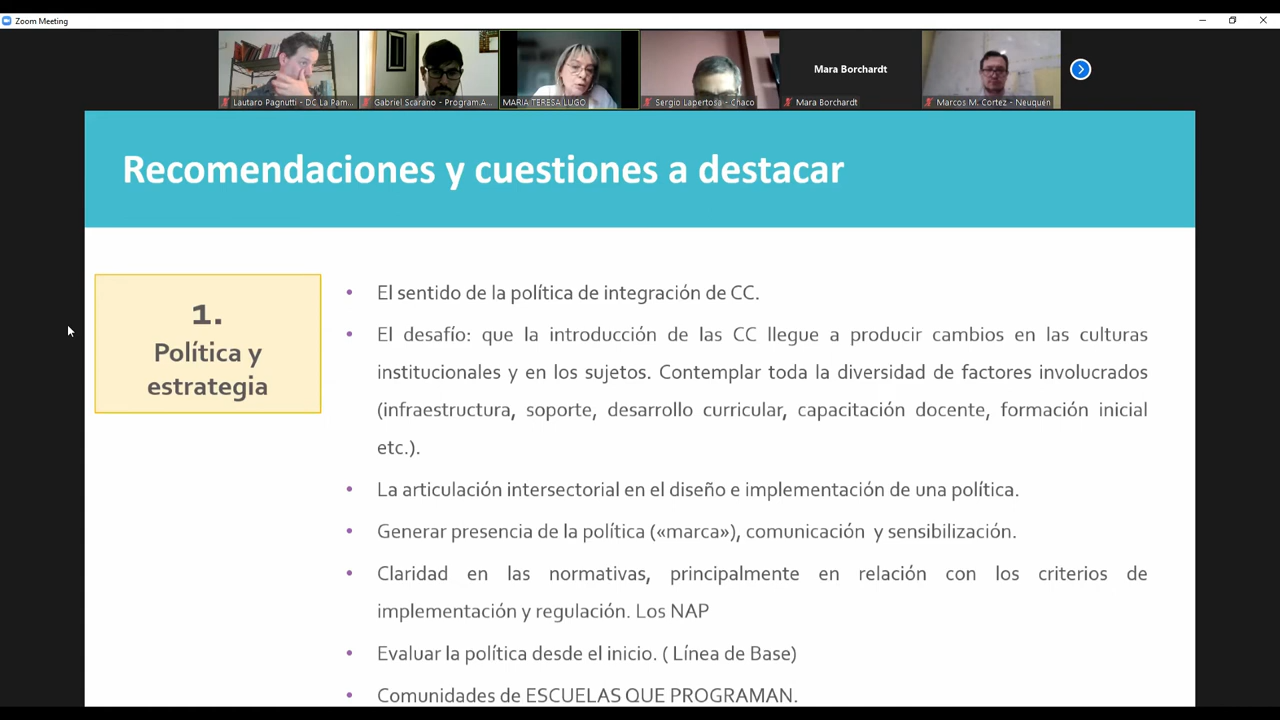 Zoom Meeting
Mara Borchardt
Lautaro Pagnutti - DC La Pam...
Gabriel Scarano - Program.A...
MARIA TERESA LUGO
Sergio Lapertosa - Chaco
Mara Borchardt
Marcos M. Cortez - Neuquén
Recomendaciones y cuestiones a destacar
1.
Política y
estrategia
• El sentido de la política de integración de CC.
• El desafío: que la introducción de las CC llegue a producir cambios en las culturas
institucionales y en los sujetos. Contemplar toda la diversidad de factores involucrados
(infraestructura, soporte, desarrollo curricular, capacitación docente, formación inicial
etc.).
• La articulación intersectorial en el diseño e implementación de una política.
• Generar presencia de la política («marca»), comunicación y sensibilización.
• Claridad en las normativas, principalmente en relación con los criterios de
implementación y regulación. Los NAP
• Evaluar la política desde el inicio. ( Línea de Base)
• Comunidades de ESCUELAS QUE PROGRAMAN.